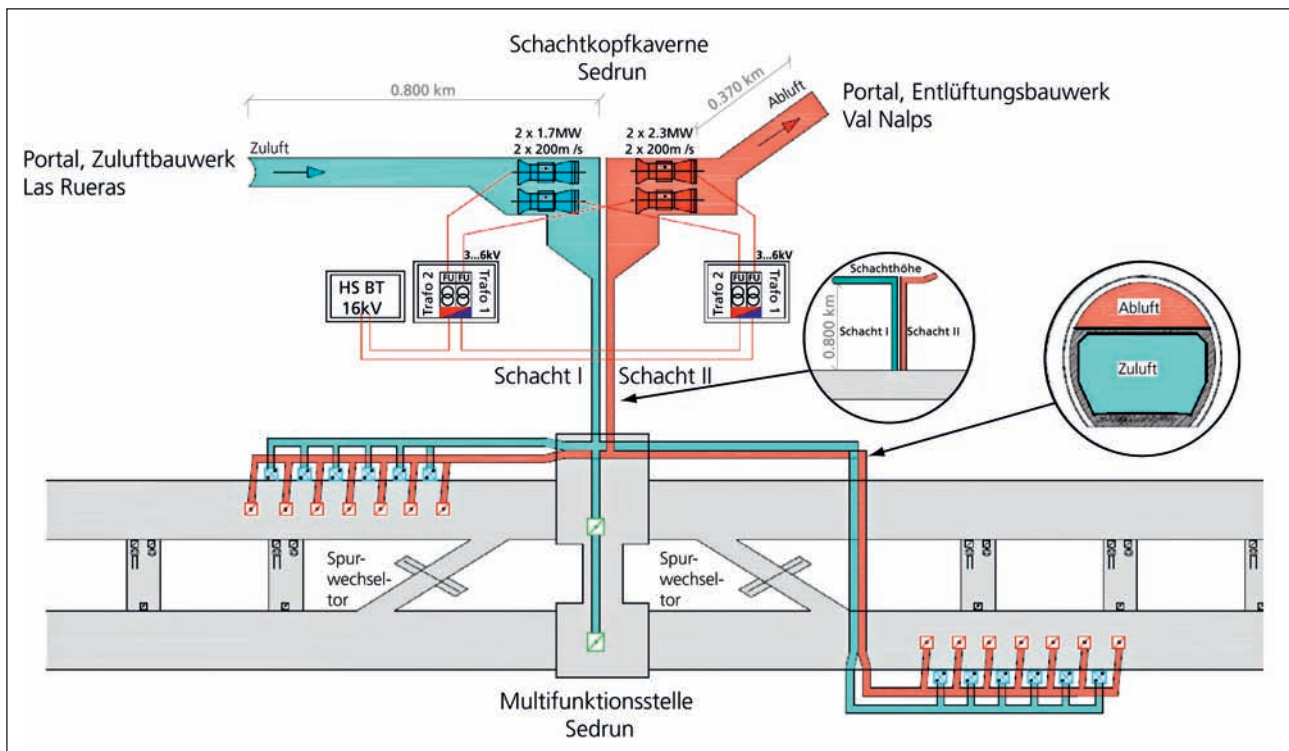 Schachtkopfkaverne
Sedrun
0.800 km
0.370 km
Abluft
Portal, Entlüftungsbauwerk
Val Nalps
Portal, Zuluftbauwerk
Las Rueras
Zuluft
2 x 1.7MW
2 x 200m /s
2 x 2.3MW
2 x 200m /s
HS BT
16kV
3...6kV
Trafo 2
FU FU
Trafo 1
3...6kV
Trafo 2
FU FU
Trafo 1
Schachthöhe
0.800 km
Schacht I
Schacht II
Abluft
Zuluft
Schacht I
Schacht II
Spur-
wechsel-
tor
Spur-
wechsel-
tor
Multifunktionsstelle
Sedrun